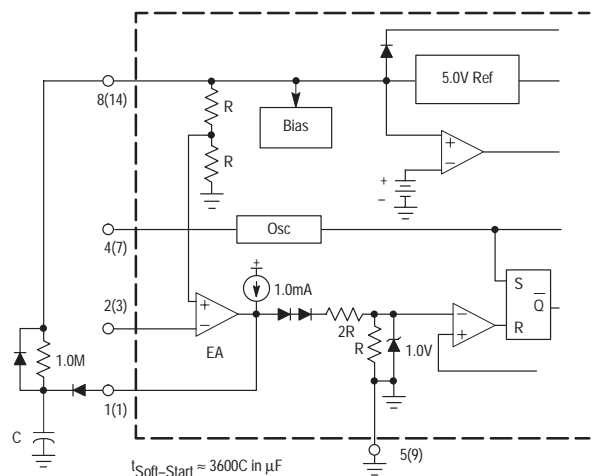 8(14)
R
Bias
5.0V Ref
+
−
R
+
−
4(7)
Osc
+
1.0mA
S
Q
R
2(3)
+
−
EA
2R
R
1.0V
−
+
1.0M
1(1)
C
5(9)
tSoft−Start ≈ 3600C in µF